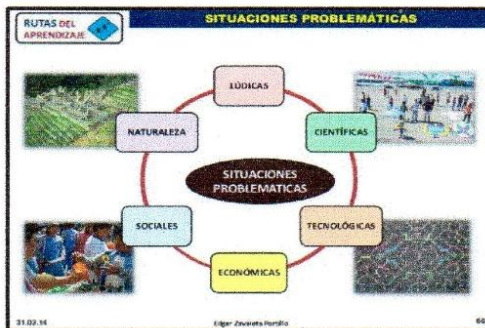 SITUACIONES PROBLEMÁTICAS
RUTAS DEL
APRENDIZAJE
LÚDICAS
NATURALEZA
CIENTÍFICAS
SITUACIONES
PROBLEMATICAS
SOCIALES
TECNOLÓGICAS
ECONÓMICAS
31.03.14
Edgar Zavaleta Portillo